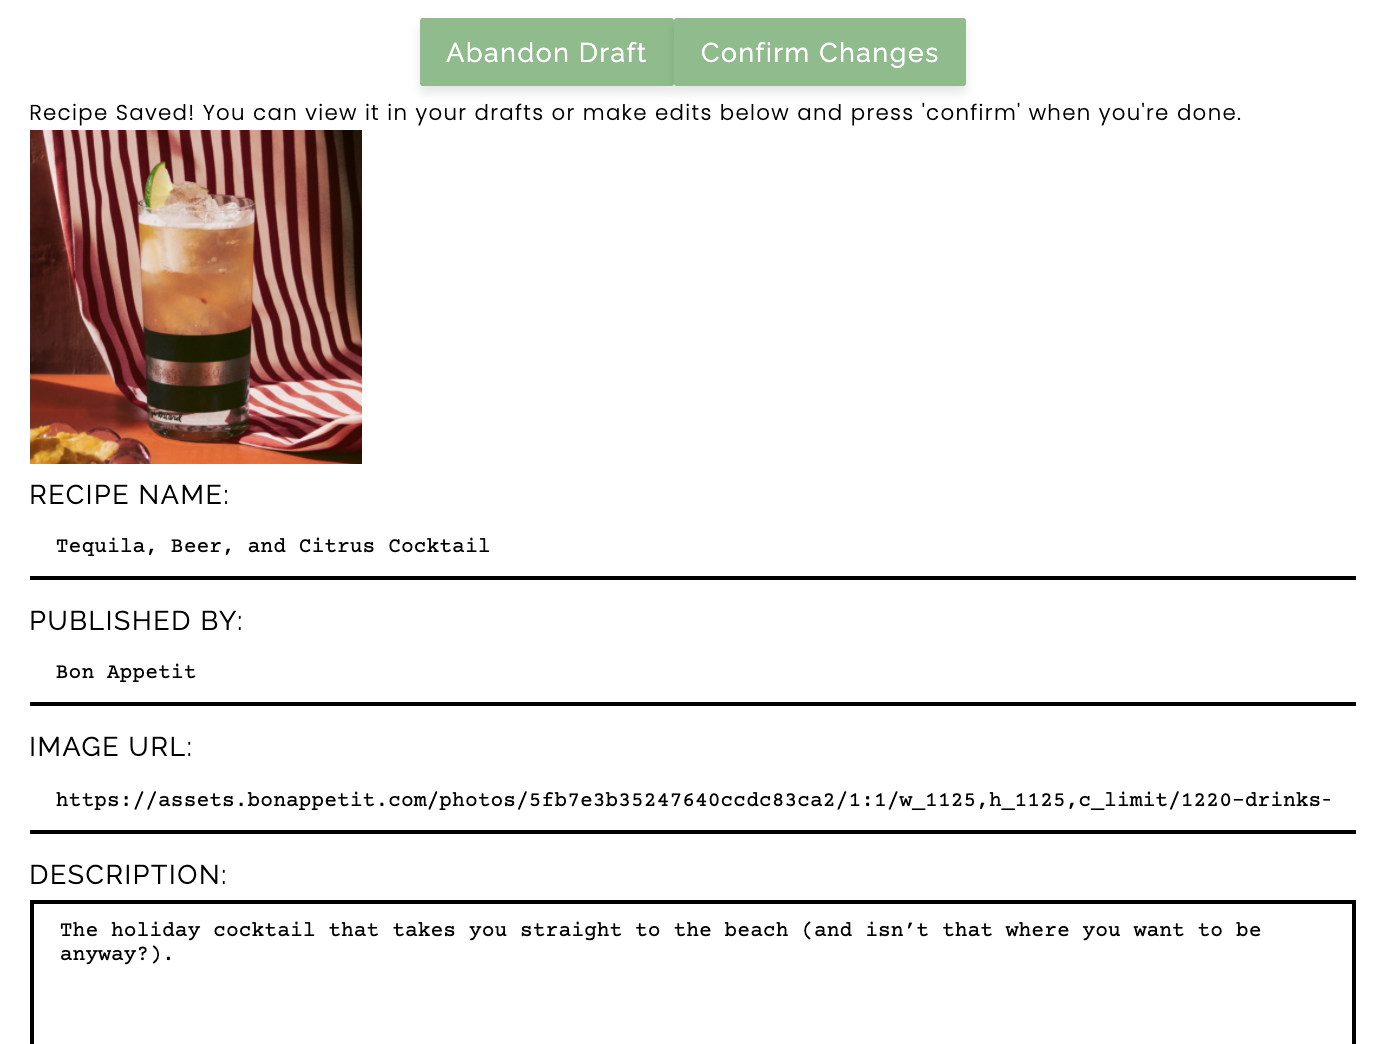 Abandon Draft
Confirm Changes
Recipe Saved! You can view it in your drafts or make edits below and press 'confirm' when you're done.
RECIPE NAME:
Tequila, Beer, and Citrus Cocktail
PUBLISHED BY:
Bon Appetit
IMAGE URL:
https://assets.bonappetit.com/photos/5fb7e3b35247640ccdc83ca2/1:1/w_1125,h_1125,c_limit/1220-drinks-
DESCRIPTION:
The holiday cocktail that takes you straight to the beach (and isn’t that where you want to be
anyway?).